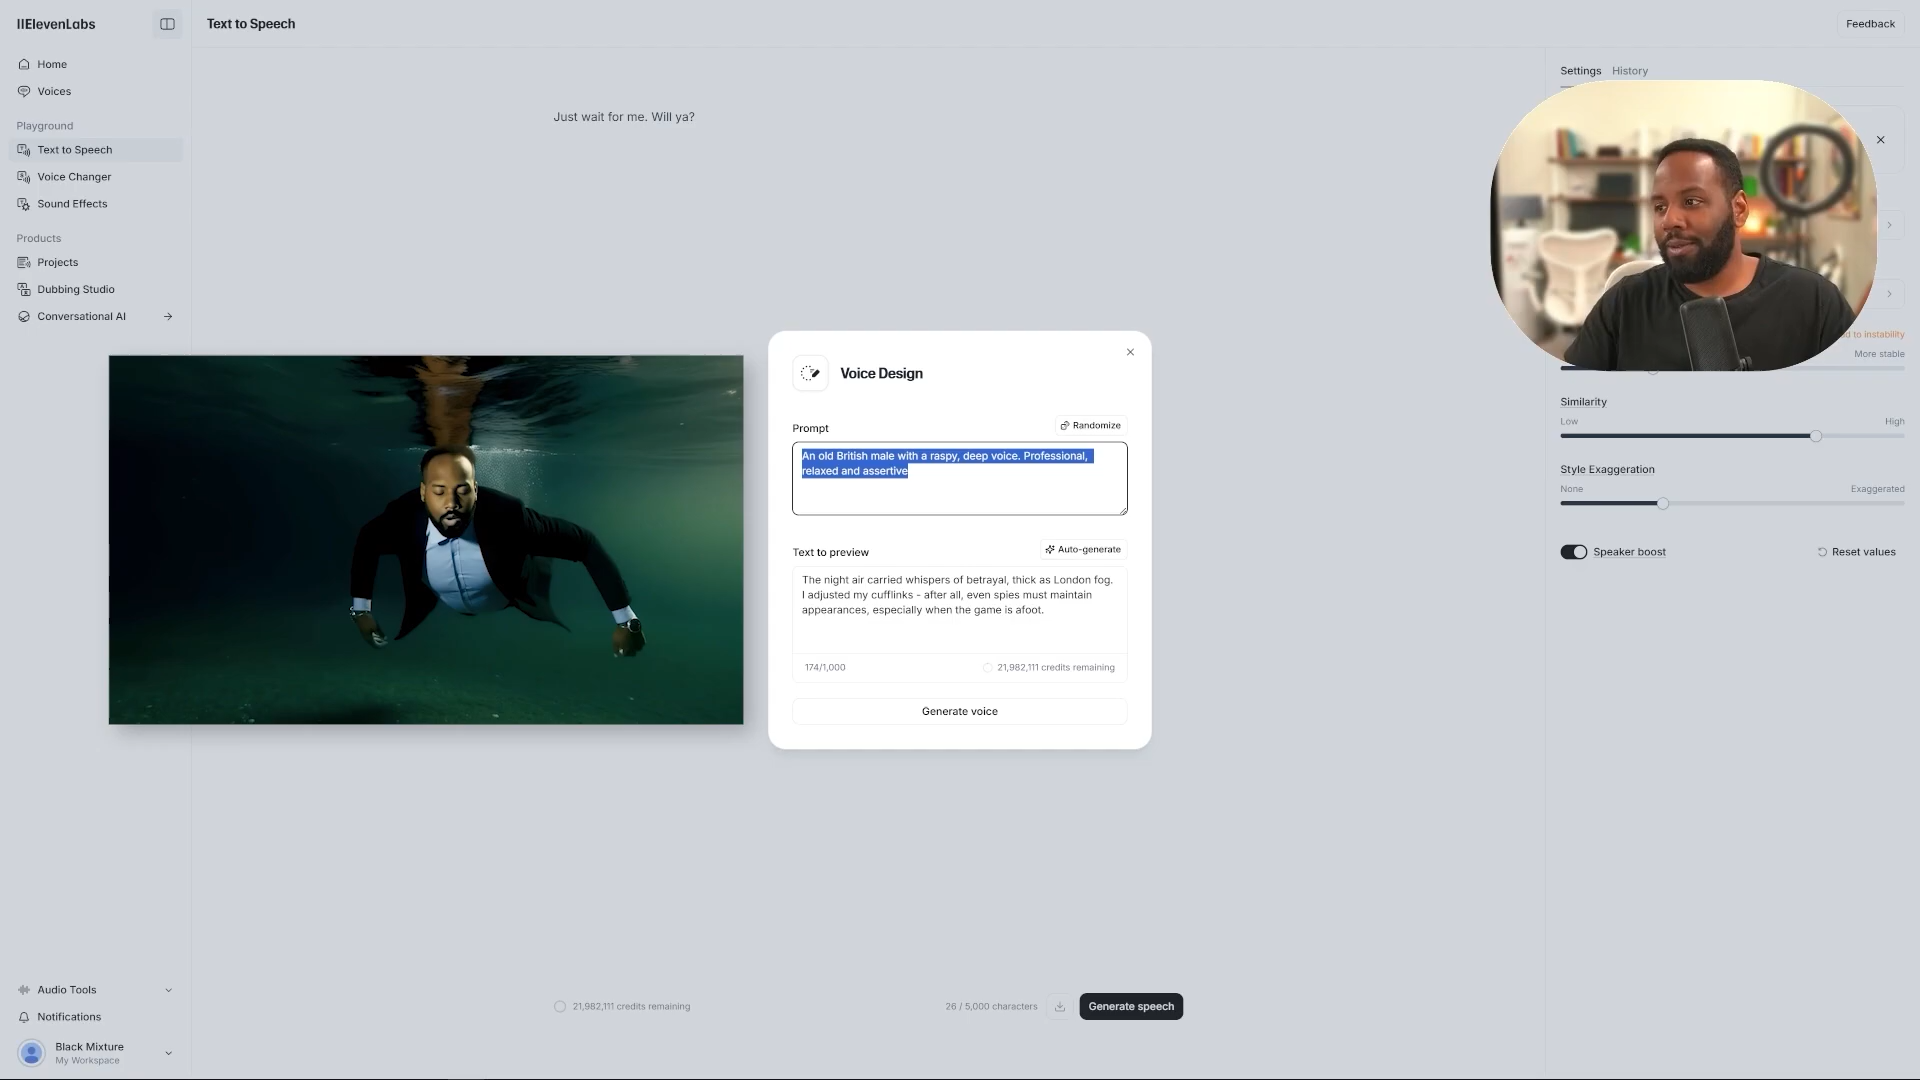 IIElevenLabs
Text to Speech
Feedback
Home
Voices
Playground
Text to Speech
Voice Changer
Sound Effects
Products
Projects
Dubbing Studio
Conversational AI
Just wait for me. Will ya?
Settings
History
Voice Design
Prompt
Randomize
An old British male with a raspy, deep voice. Professional,
relaxed and assertive
Text to preview
Auto-generate
The night air carried whispers of betrayal, thick as London fog.
I adjusted my cufflinks - after all, even spies must maintain
appearances, especially when the game is afoot.
174/1,000
21,982,111 credits remaining
Generate voice
to instability
More stable
Similarity
Low
High
Style Exaggeration
None
Exaggerated
Speaker boost
Reset values
21,982,111 credits remaining
26 / 5,000 characters
Generate speech
Audio Tools
Notifications
Black Mixture
My Workspace